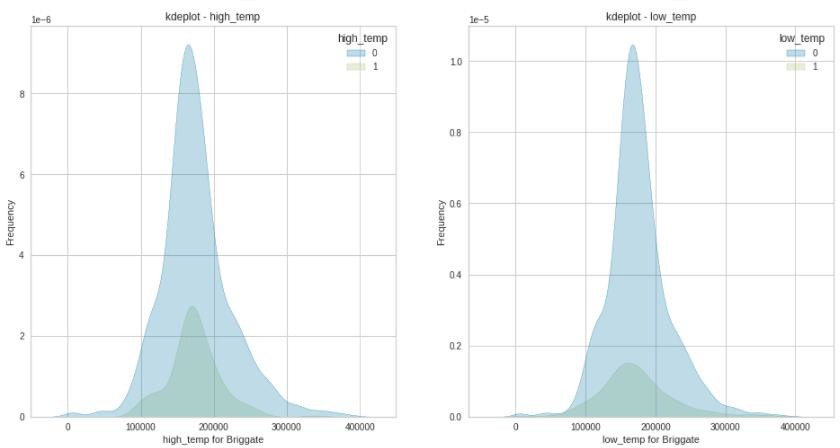 kdeplot - high_temp
1e−6
high_temp
0
1
8
6
4
2
0
Frequency
0 100000 200000 300000 400000
high_temp for Briggate
kdeplot - low_temp
1e−5
low_temp
0
1
1.0
0.8
0.6
0.4
0.2
0.0
Frequency
0 100000 200000 300000 400000
low_temp for Briggate